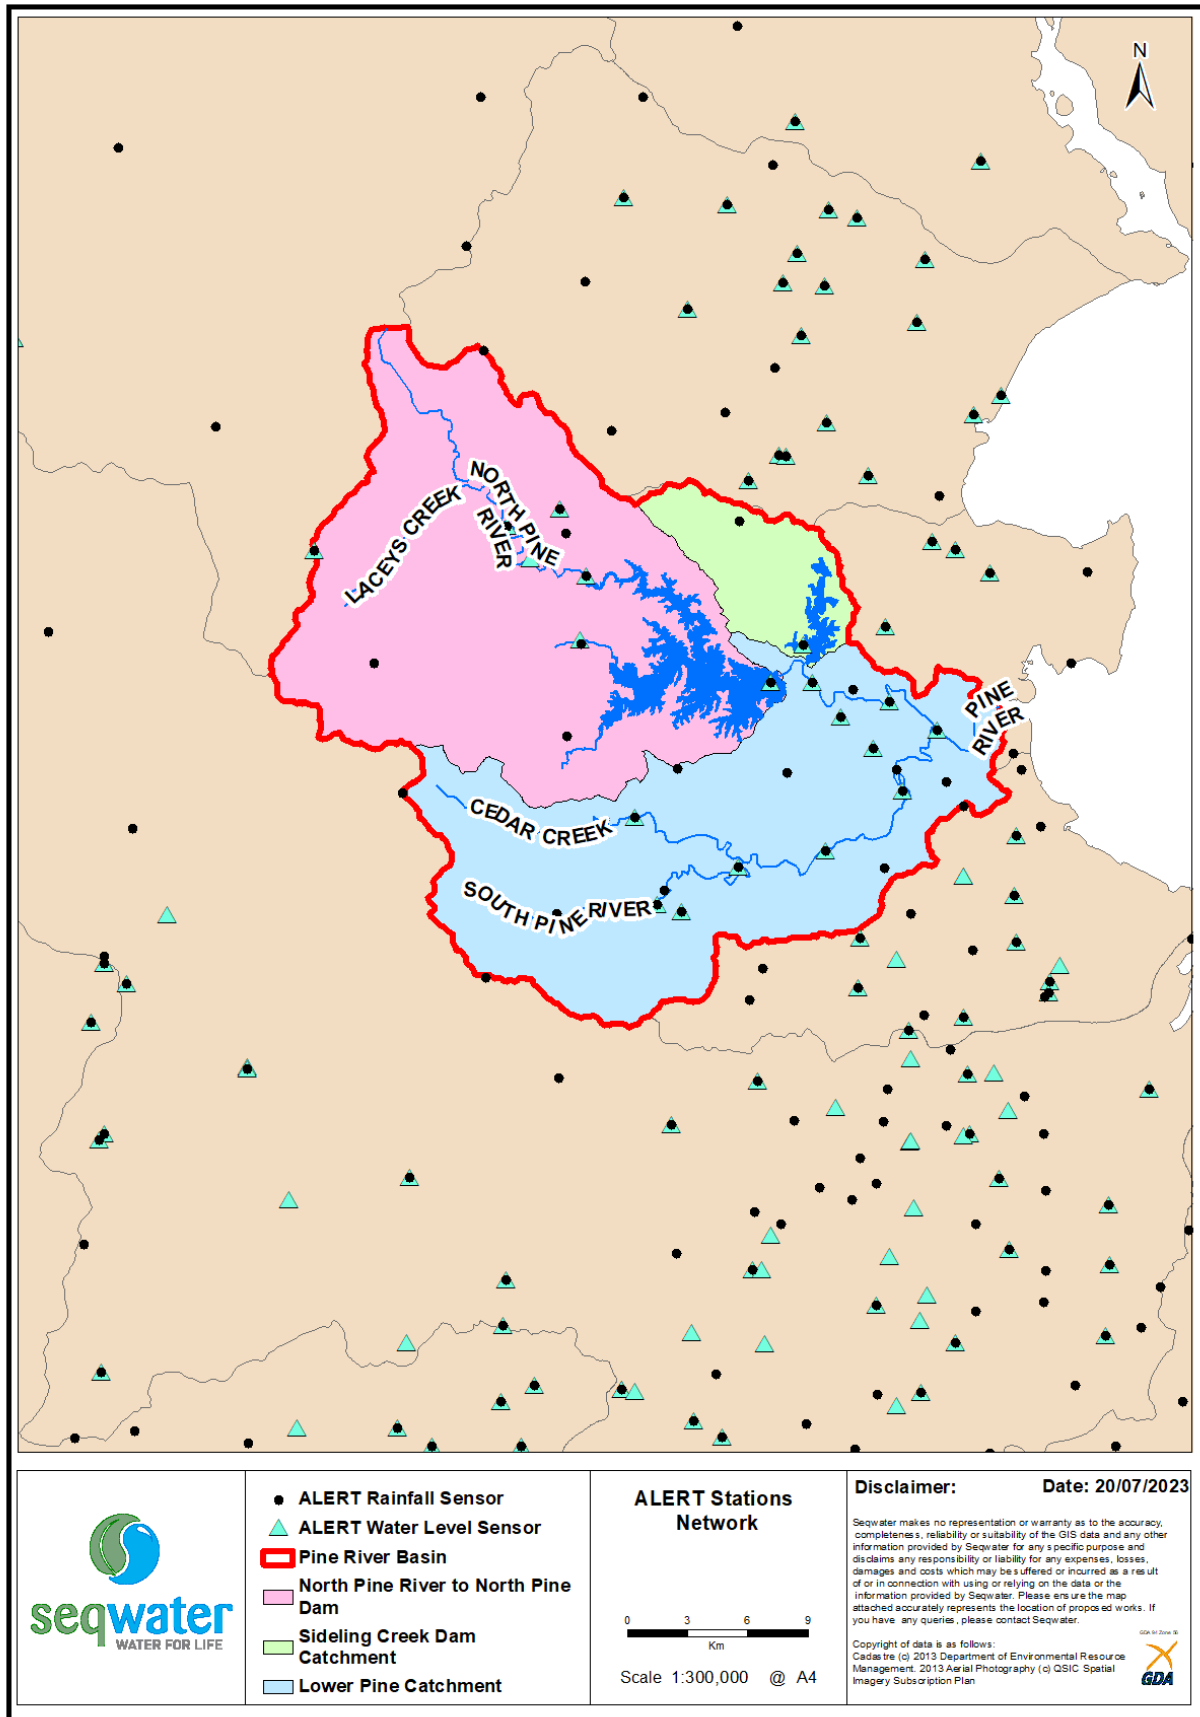 N
NORTH PINE
RIVER
LACEYS CREEK
PINE
RIVER
CEDAR CREEK
SOUTH PINE RIVER
seqwater
WATER FOR LIFE
ALERT Rainfall Sensor
ALERT Water Level Sensor
Pine River Basin
North Pine River to North Pine
Dam
Sideling Creek Dam
Catchment
Lower Pine Catchment
ALERT Stations
Network
0 3 6 9
Km
Scale 1:300,000 @ A4
Disclaimer: Date: 20/07/2023
Seqwater makes no representation or warranty as to the accuracy,
completeness, reliability or suitability of the GIS data and any other
information provided by Seqwater for any specific purpose and
disclaims any responsibility or liability for any expenses, losses,
damages and costs which may be suffered or incurred as a result
of or in connection with using or relying on the data or the
information provided by Seqwater. Please ensure the map
attached accurately represents the location of proposed works. If
you have any queries, please contact Seqwater.
GDA 94 Zone 56
Copyright of data is as follows:
Cadastre (c) 2013 Department of Environmental Resource
Management. 2013 Aerial Photography (c) QSIC Spatial
Imagery Subscription Plan
GDA